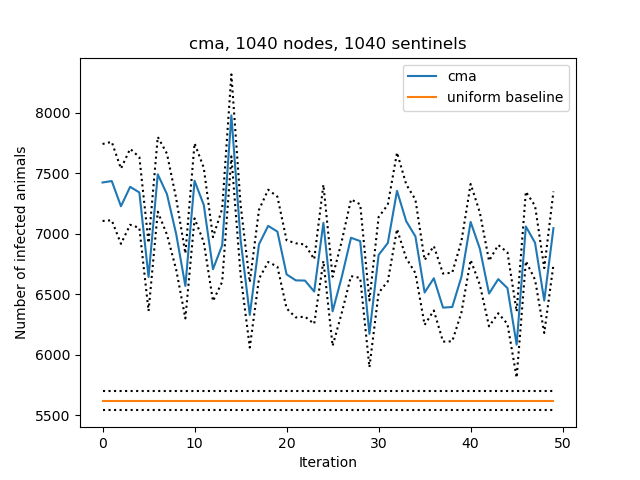 cma, 1040 nodes, 1040 sentinels
cma
uniform baseline
8000
7500
7000
6500
6000
5500
Number of infected animals
0 10 20 30 40 50
Iteration